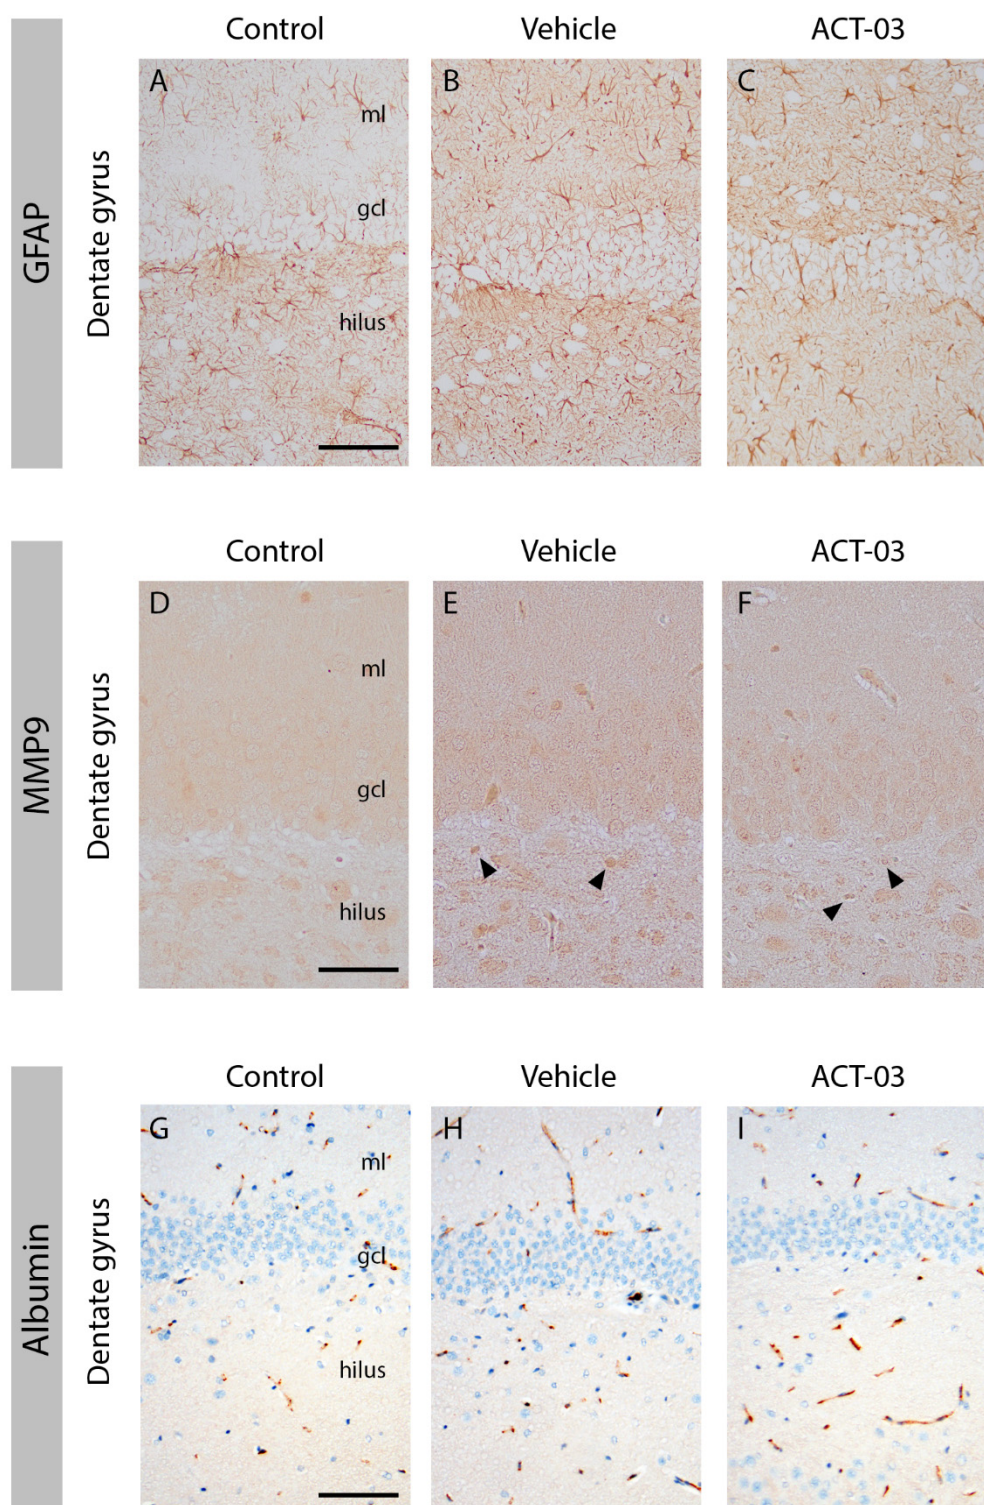 Control Vehicle ACT-03
GFAP
Dentate gyrus
A B C
ml
gcl
hilus
Control Vehicle ACT-03
MMP9
Dentate gyrus
D E F
ml
gcl
hilus
Control Vehicle ACT-03
Albumin
Dentate gyrus
G H I
ml
gcl
hilus